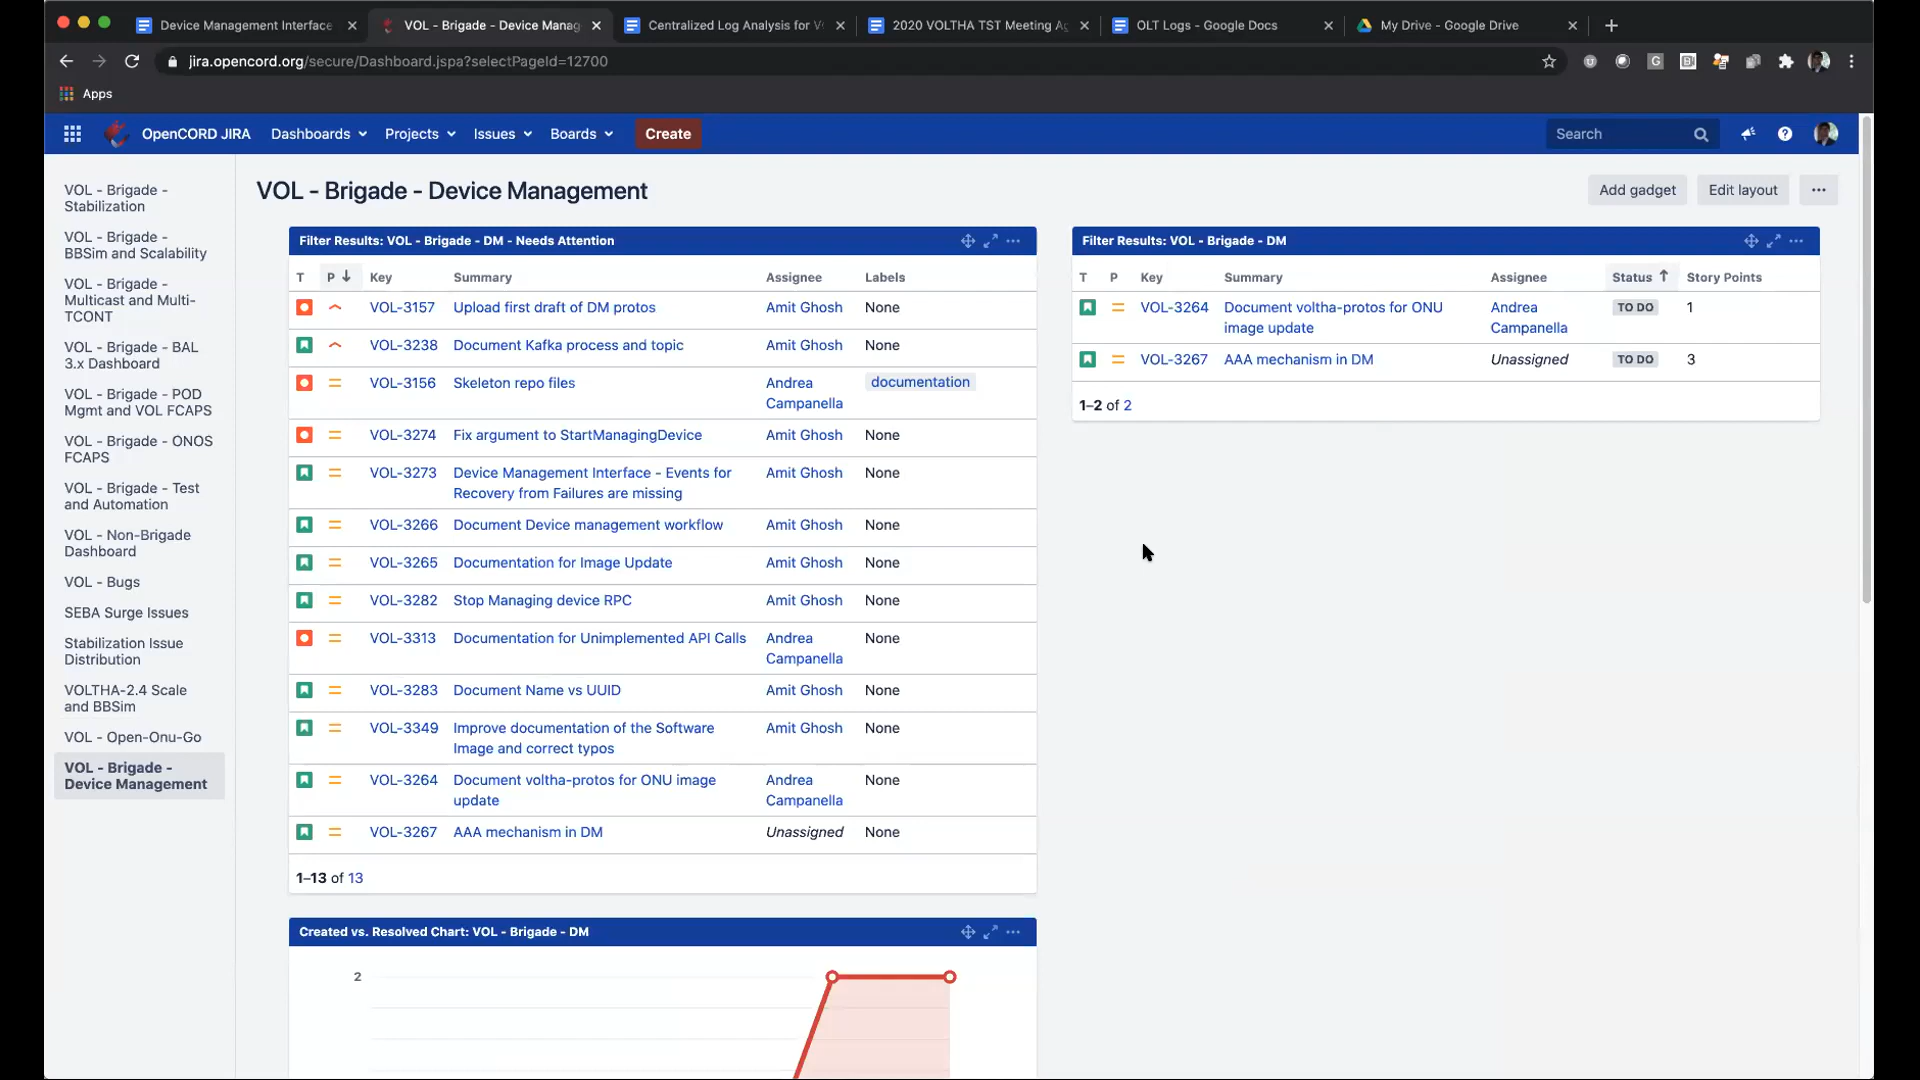 Device Management Interface
VOL - Brigade - Device Manag
Centralized Log Analysis for V
2020 VOLTHA TST Meeting Ag
OLT Logs - Google Docs
My Drive - Google Drive
jira.opencord.org/secure/Dashboard.jspa?selectPageId=12700
Apps
OpenCORD JIRA
Dashboards
Projects
Issues
Boards
Create
Search
VOL - Brigade -
Stabilization
VOL - Brigade -
BBSim and Scalability
VOL - Brigade -
Multicast and Multi-
TCONT
VOL - Brigade - BAL
3.x Dashboard
VOL - Brigade - POD
Mgmt and VOL FCAPS
VOL - Brigade - ONOS
FCAPS
VOL - Brigade - Test
and Automation
VOL - Non-Brigade
Dashboard
VOL - Bugs
SEBA Surge Issues
Stabilization Issue
Distribution
VOLTHA-2.4 Scale
and BBSim
VOL - Open-Onu-Go
VOL - Brigade -
Device Management
VOL - Brigade - Device Management
Add gadget
Edit layout
Filter Results: VOL - Brigade - DM - Needs Attention
T P Key Summary Assignee Labels
VOL-3157 Upload first draft of DM protos Amit Ghosh None
VOL-3238 Document Kafka process and topic Amit Ghosh None
VOL-3156 Skeleton repo files Andrea documentation
Campanella
VOL-3274 Fix argument to StartManagingDevice Amit Ghosh None
VOL-3273 Device Management Interface - Events for Amit Ghosh None
Recovery from Failures are missing
VOL-3266 Document Device management workflow Amit Ghosh None
VOL-3265 Documentation for Image Update Amit Ghosh None
VOL-3282 Stop Managing device RPC Amit Ghosh None
VOL-3313 Documentation for Unimplemented API Calls Andrea None
Campanella
VOL-3283 Document Name vs UUID Amit Ghosh None
VOL-3349 Improve documentation of the Software Amit Ghosh None
Image and correct typos
VOL-3264 Document voltha-protos for ONU image Andrea None
update Campanella
VOL-3267 AAA mechanism in DM Unassigned None
1–13 of 13
Created vs. Resolved Chart: VOL - Brigade - DM
2
Filter Results: VOL - Brigade - DM
T P Key Summary Assignee Status Story Points
VOL-3264 Document voltha-protos for ONU Andrea TO DO 1
image update Campanella
VOL-3267 AAA mechanism in DM Unassigned TO DO 3
1–2 of 2